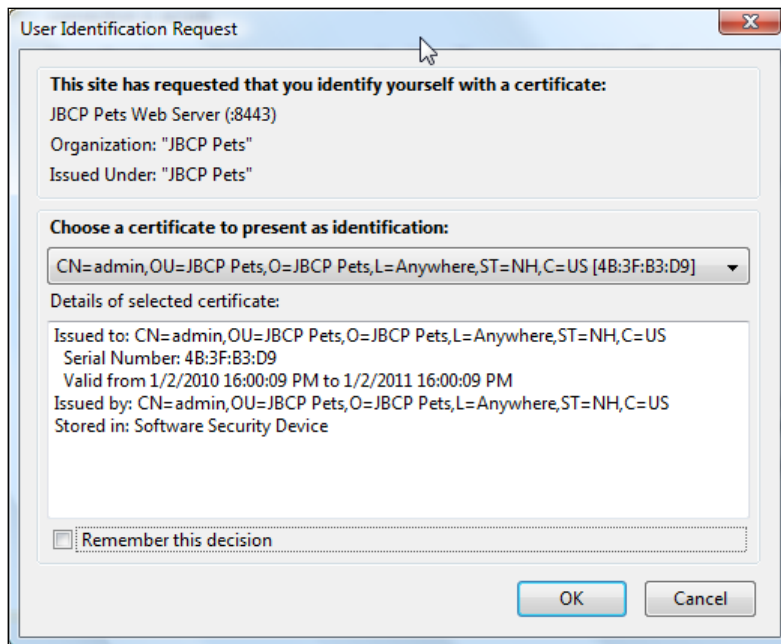 User Identification Request
This site has requested that you identify yourself with a certificate:
JBCP Pets Web Server (:8443)
Organization: "JBCP Pets"
Issued Under: "JBCP Pets"
Choose a certificate to present as identification:
CN=admin,OU=JBCP Pets,O=JBCP Pets,L=Anywhere,ST=NH,C=US [4B:3F:B3:D9]
Details of selected certificate:
Issued to: CN=admin,OU=JBCP Pets,O=JBCP Pets,L=Anywhere,ST=NH,C=US
Serial Number: 4B:3F:B3:D9
Valid from 1/2/2010 16:00:09 PM to 1/2/2011 16:00:09 PM
Issued by: CN=admin,OU=JBCP Pets,O=JBCP Pets,L=Anywhere,ST=NH,C=US
Stored in: Software Security Device
Remember this decision
OK Cancel